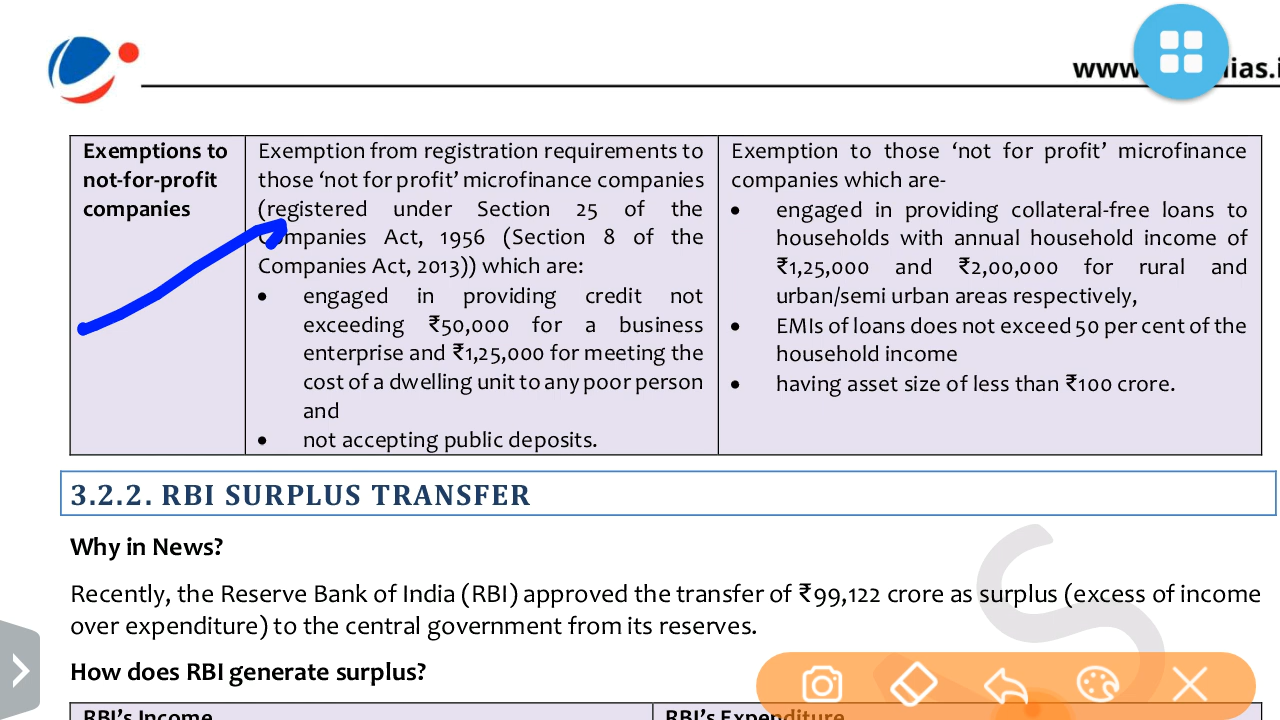 www
ias.i
Exemptions to
not-for-profit
companies
Exemption from registration requirements to
those ‘not for profit’ microfinance companies
(registered under Section 25 of the
Companies Act, 1956 (Section 8 of the
Companies Act, 2013)) which are:
• engaged in providing credit not
exceeding ₹50,000 for a business
enterprise and ₹1,25,000 for meeting the
cost of a dwelling unit to any poor person
and
• not accepting public deposits.
Exemption to those ‘not for profit’ microfinance
companies which are-
• engaged in providing collateral-free loans to
households with annual household income of
₹1,25,000 and ₹2,00,000 for rural and
urban/semi urban areas respectively,
• EMIs of loans does not exceed 50 per cent of the
household income
• having asset size of less than ₹100 crore.
3.2.2. RBI SURPLUS TRANSFER
Why in News?
Recently, the Reserve Bank of India (RBI) approved the transfer of ₹99,122 crore as surplus (excess of income
over expenditure) to the central government from its reserves.
How does RBI generate surplus?
RBI’s Income
RBI’s Expenditure
S